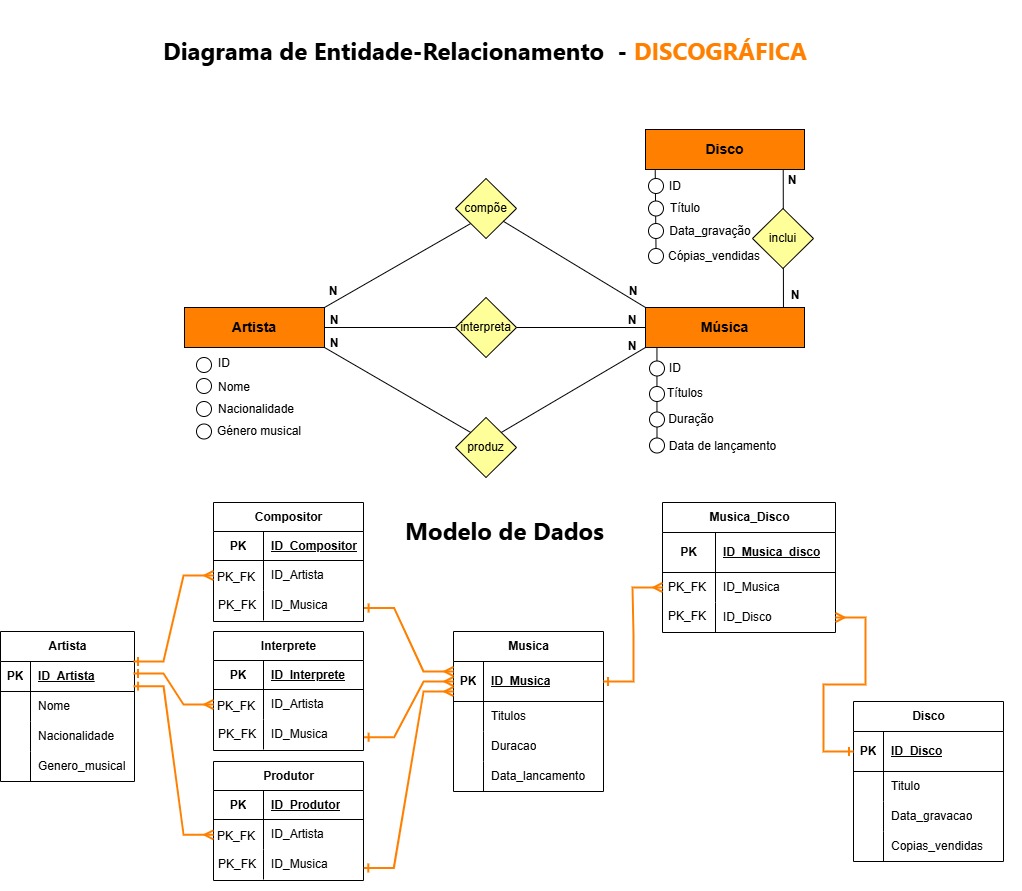 Diagrama de Entidade-Relacionamento - DISCOGRÁFICA
Disco
N
ID
Título
Data_gravação
Cópias_vendidas
inclui
N
compõe
N
N
Artista
N
interpreta
N
Música
N
N
produz
ID
Nome
Nacionalidade
Género musical
ID
Títulos
Duração
Data de lançamento
Modelo de Dados
Compositor
PK ID_Compositor
PK_FK ID_Artista
PK_FK ID_Musica
Musica_Disco
PK ID_Musica_disco
PK_FK ID_Musica
PK_FK ID_Disco
Artista
PK ID_Artista
Nome
Nacionalidade
Genero_musical
Interprete
PK ID_Interprete
PK_FK ID_Artista
PK_FK ID_Musica
Musica
PK ID_Musica
Titulos
Duracao
Data_lancamento
Produtor
PK ID_Produtor
PK_FK ID_Artista
PK_FK ID_Musica
Disco
PK ID_Disco
Titulo
Data_gravacao
Copias_vendidas